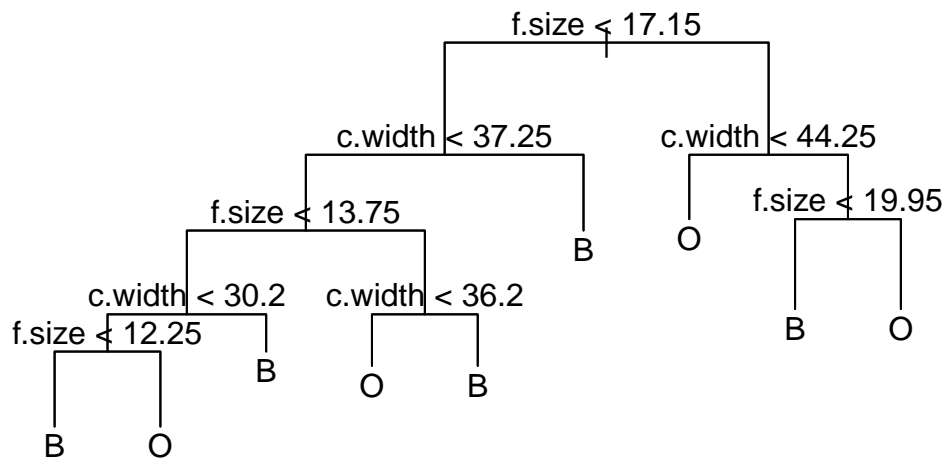 f.size < 17.15
c.width < 37.25
c.width < 44.25
f.size < 13.75
f.size < 19.95
B
O
c.width < 30.2
c.width < 36.2
f.size < 12.25
B
O
B
O
B
B
O